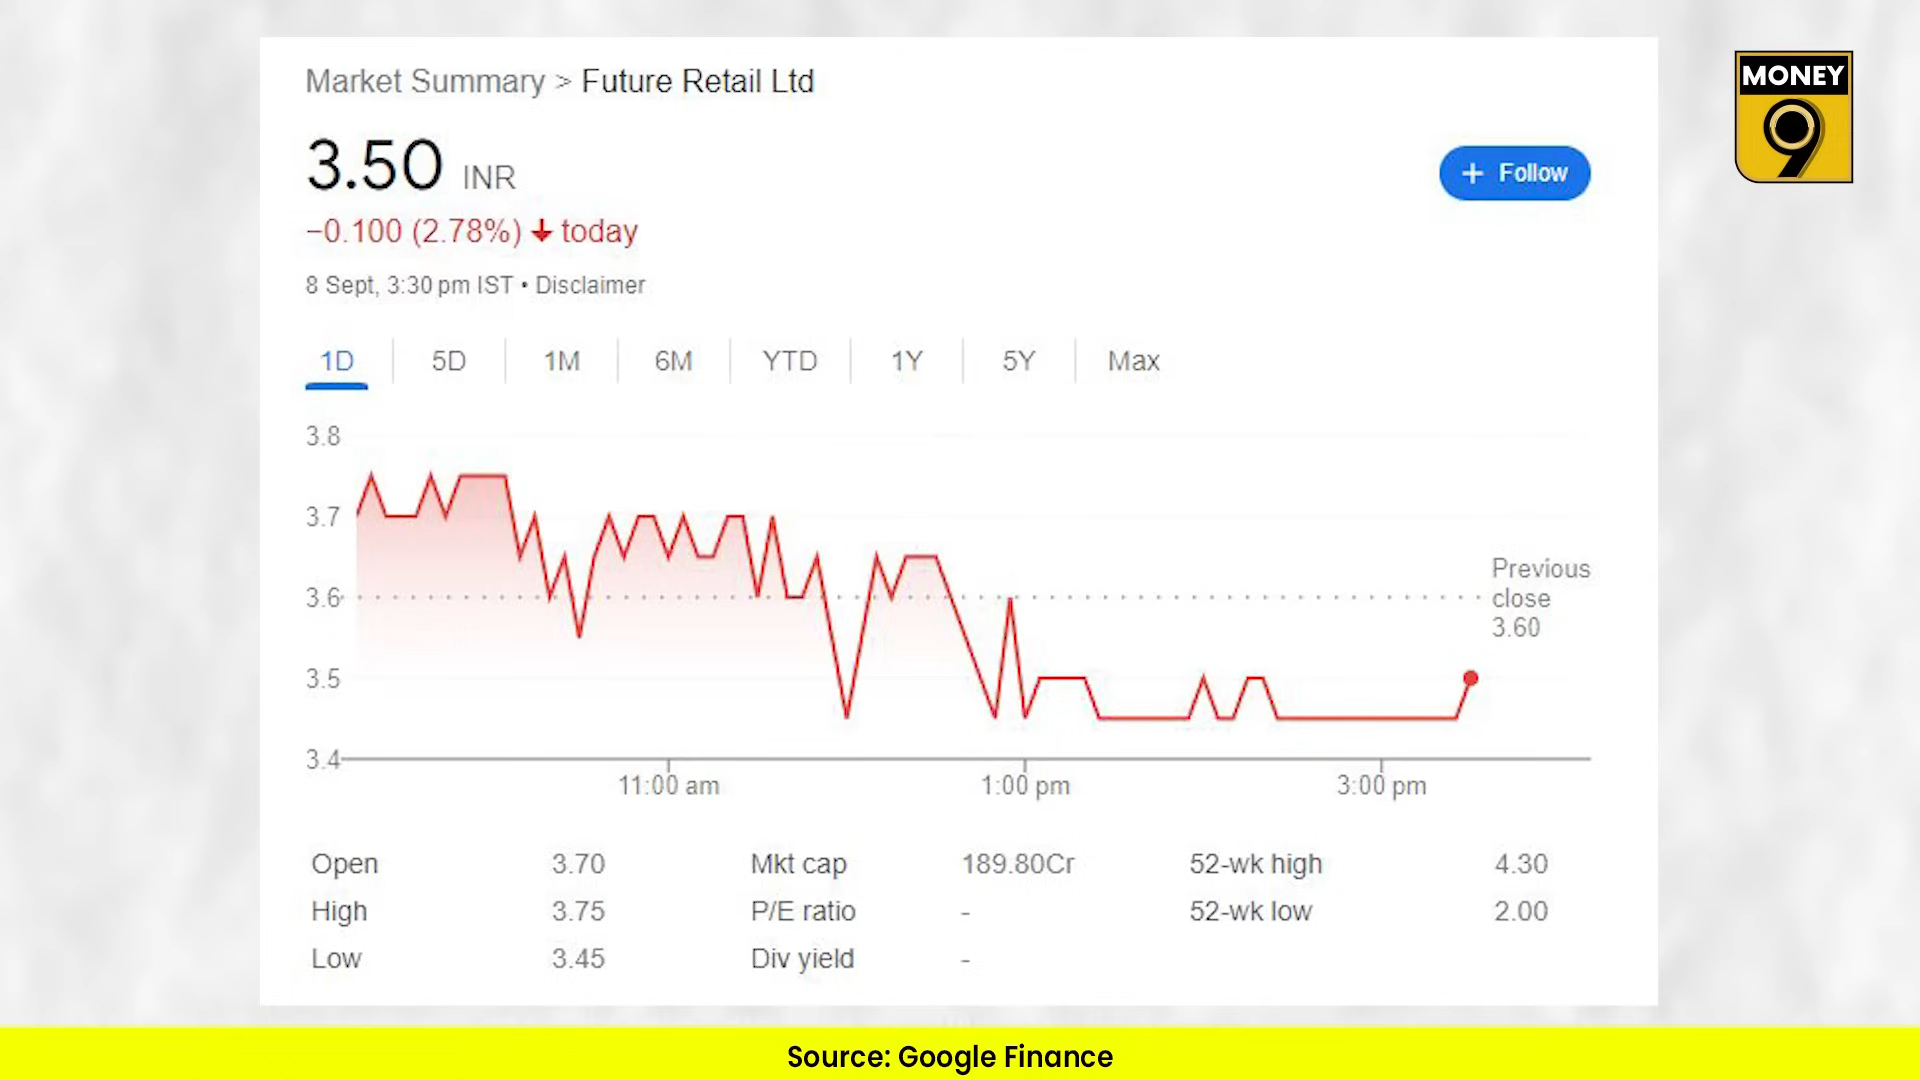 Market Summary > Future Retail Ltd
MONEY
9
3.50 INR
+ Follow
−0.100 (2.78%) ↓ today
8 Sept, 3:30 pm IST • Disclaimer
1D 5D 1M 6M YTD 1Y 5Y Max
3.8
3.7
3.6
3.5
3.4
Previous
close
3.60
11:00 am 1:00 pm 3:00 pm
Open 3.70 Mkt cap 189.80Cr 52-wk high 4.30
High 3.75 P/E ratio - 52-wk low 2.00
Low 3.45 Div yield -
Source: Google Finance